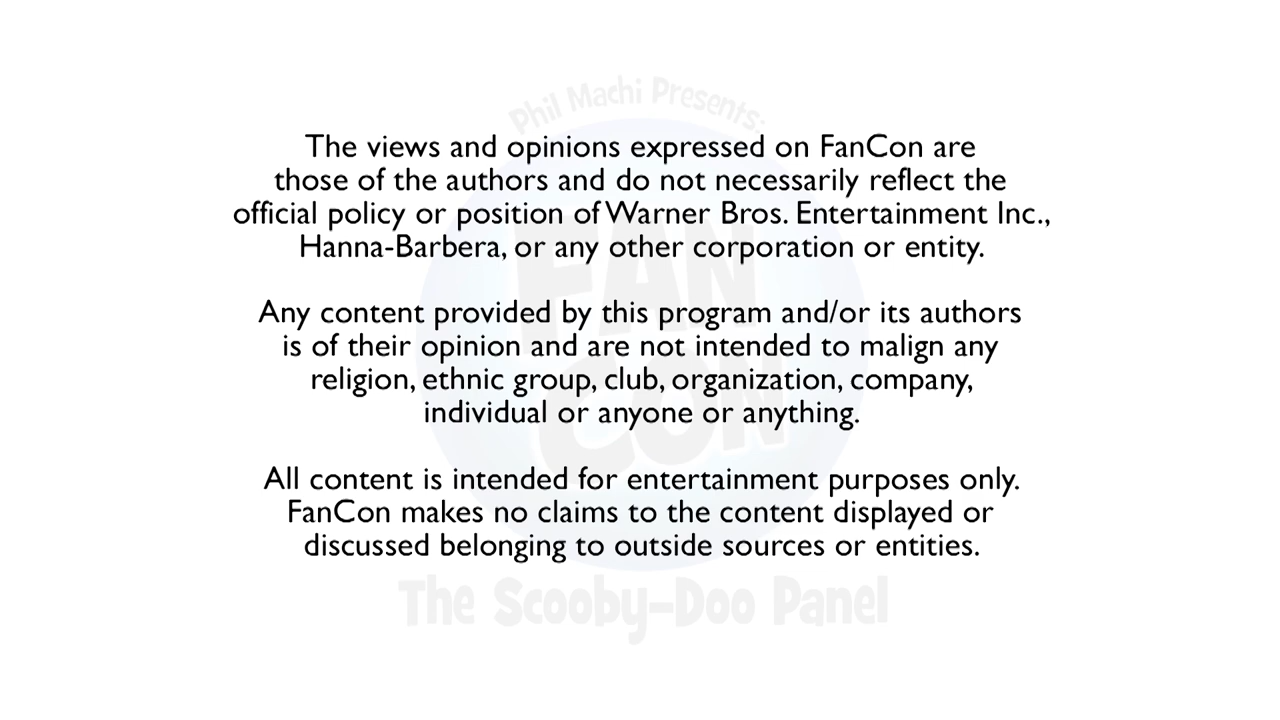 Phil Machi Presents:
The views and opinions expressed on FanCon are
those of the authors and do not necessarily reflect the
official policy or position of Warner Bros. Entertainment Inc.,
Hanna-Barbera, or any other corporation or entity.
FAN
Any content provided by this program and/or its authors
is of their opinion and are not intended to malign any
religion, ethnic group, club, organization, company,
individual or anyone or anything.
CON
All content is intended for entertainment purposes only.
FanCon makes no claims to the content displayed or
discussed belonging to outside sources or entities.
The Scooby-Doo Panel